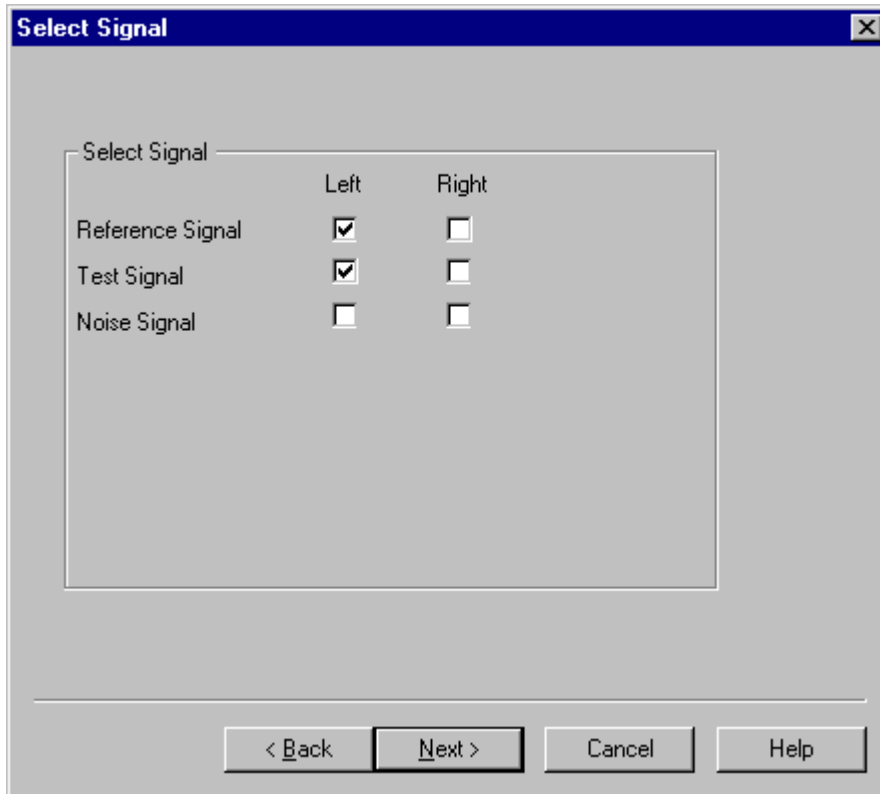 Select Signal
Select Signal
Left Right
Reference Signal
Test Signal
Noise Signal
< Back Next > Cancel Help